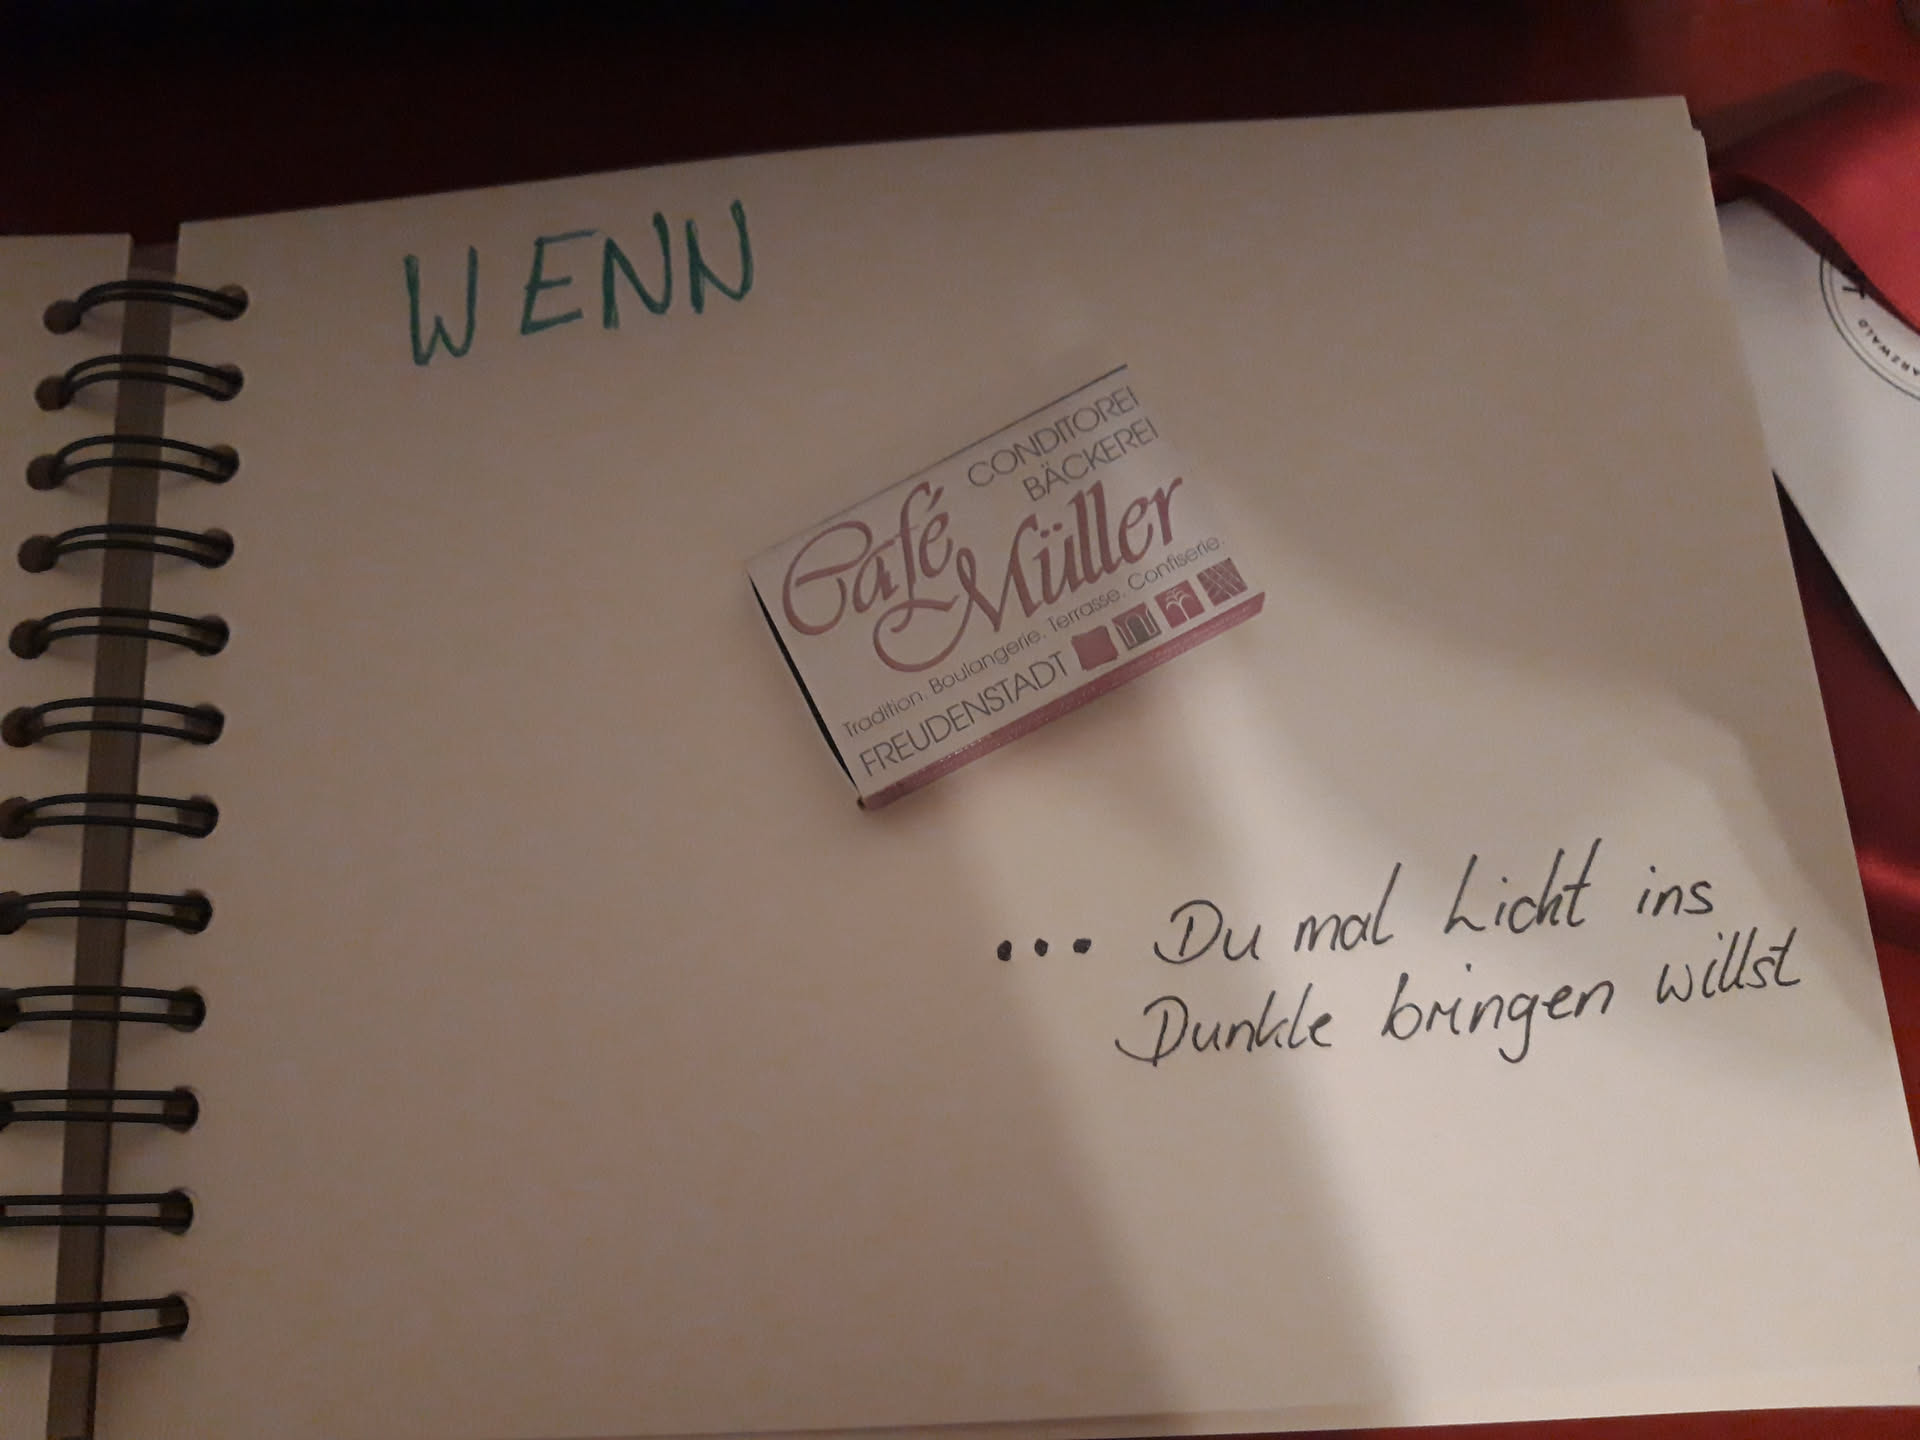 WENN
CONDITOREI
BÄCKEREI
Café
Müller
Tradition. Boulangerie. Terrasse. Confiserie.
FREUDENSTADT
... Du mal Licht ins
Dunkle bringen willst